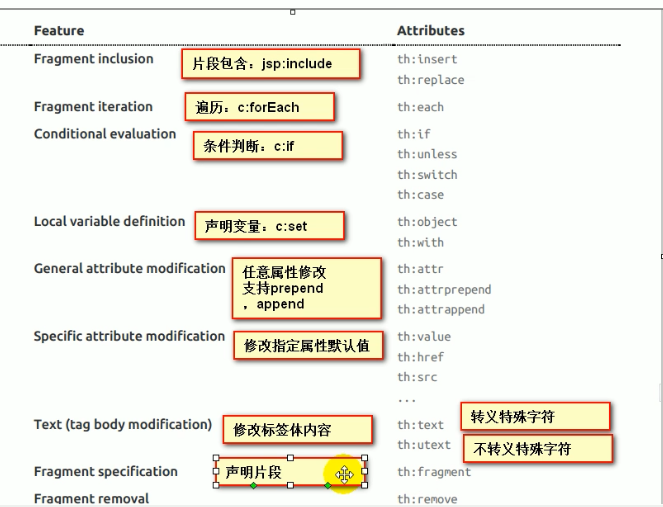 Feature Attributes
Fragment inclusion 片段包含：jsp:include th:insert
th:replace
Fragment iteration 遍历：c:forEach th:each
Conditional evaluation 条件判断：c:if th:if
th:unless
th:switch
th:case
Local variable definition 声明变量：c:set th:object
th:with
General attribute modification 任意属性修改 th:attr
支持prepend th:attrprepend
，append th:attrappend
Specific attribute modification 修改指定属性默认值 th:value
th:href
th:src
...
Text (tag body modification) 修改标签体内容 th:text 转义特殊字符
th:utext 不转义特殊字符
Fragment specification 声明片段 th:fragment
Fragment removal th:remove